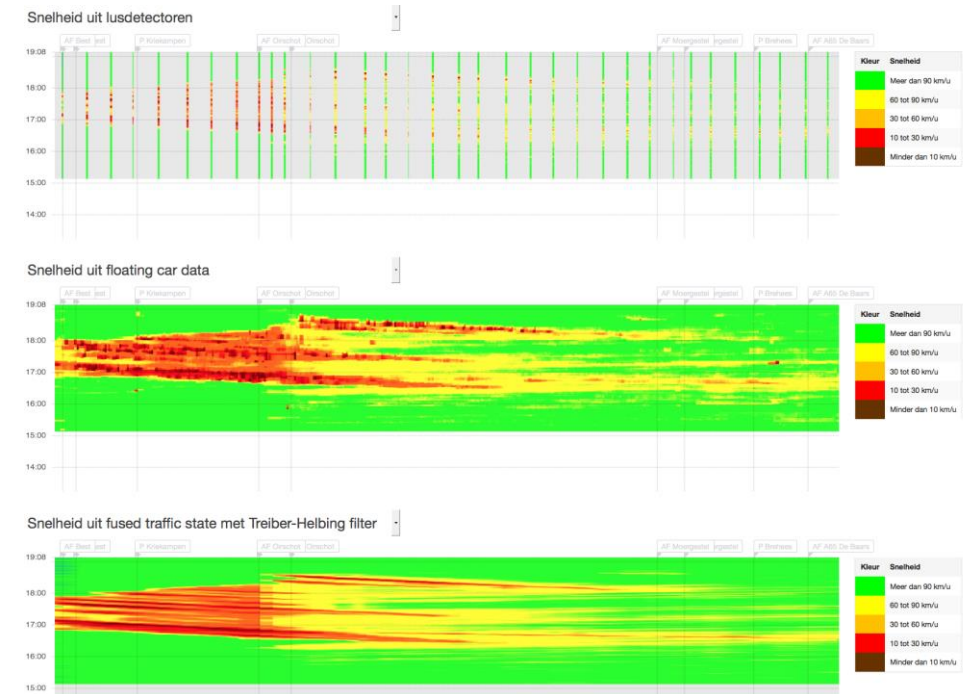 Snelheid uit lusdetectoren
AF Best P Kriekampen AF Oirschot Oirschot AF Moergestel P Brehees AF A65 De Baars
19:08
18:00
17:00
16:00
15:00
14:00
Kleur Snelheid
Meer dan 90 km/u
60 tot 90 km/u
30 tot 60 km/u
10 tot 30 km/u
Minder dan 10 km/u
Snelheid uit floating car data
AF Best P Kriekampen AF Oirschot Oirschot AF Moergestel P Brehees AF A65 De Baars
19:08
18:00
17:00
16:00
15:00
14:00
Kleur Snelheid
Meer dan 90 km/u
60 tot 90 km/u
30 tot 60 km/u
10 tot 30 km/u
Minder dan 10 km/u
Snelheid uit fused traffic state met Treiber-Helbing filter
AF Best P Kriekampen AF Oirschot Oirschot AF Moergestel P Brehees AF A65 De Baars
19:08
18:00
17:00
16:00
15:00
Kleur Snelheid
Meer dan 90 km/u
60 tot 90 km/u
30 tot 60 km/u
10 tot 30 km/u
Minder dan 10 km/u